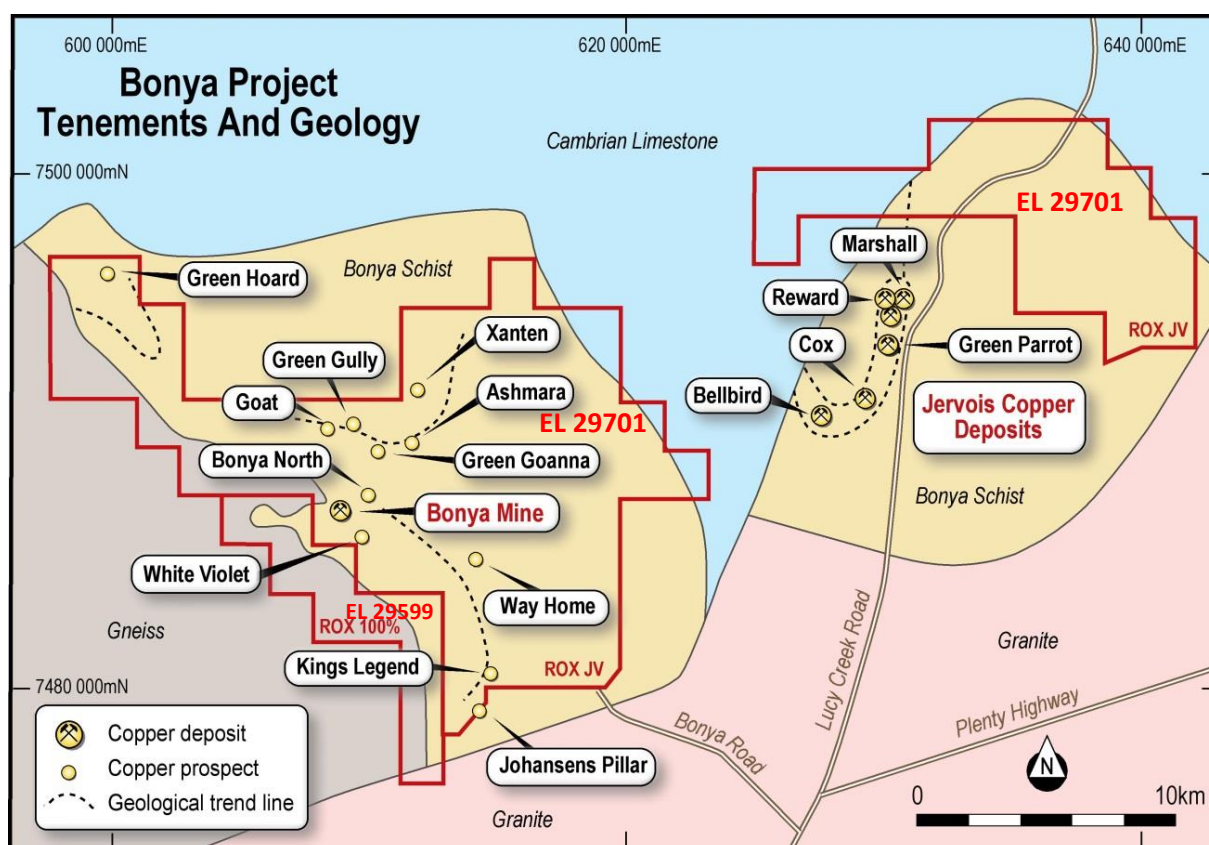 600 000mE
620 000mE
640 000mE
Bonya Project
Tenements And Geology
Cambrian Limestone
7500 000mN
EL 29701
Marshall
Bonya Schist
Green Hoard
Reward
Xanten
ROX JV
Green Gully
Cox
Green Parrot
Goat
Ashmara
Bellbird
EL 29701
Jervois Copper
Deposits
Bonya North
Green Goanna
Bonya Schist
Bonya Mine
White Violet
Way Home
EL 29599
ROX 100%
Gneiss
Granite
Kings Legend
ROX JV
Lucy Creek Road
7480 000mN
Plenty Highway
Bonya Road
Copper deposit
Copper prospect
Geological trend line
Johansens Pillar
N
0
10km
Granite